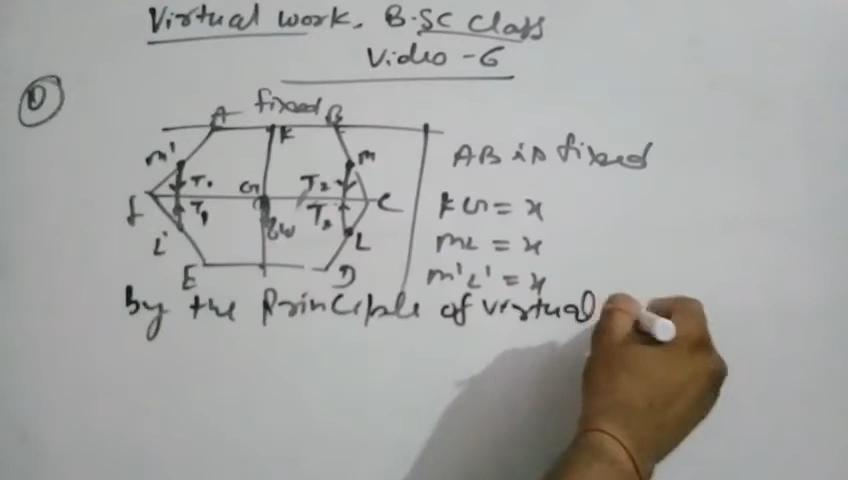 Virtual work. B.SC Class
Video - 6
1)
A fixed B
K
m' m
T1 G T2
F C
T1 6W T2
L' L
E D
AB is fixed
KG = x
mL = x
m'L' = x
by the Principle of virtual